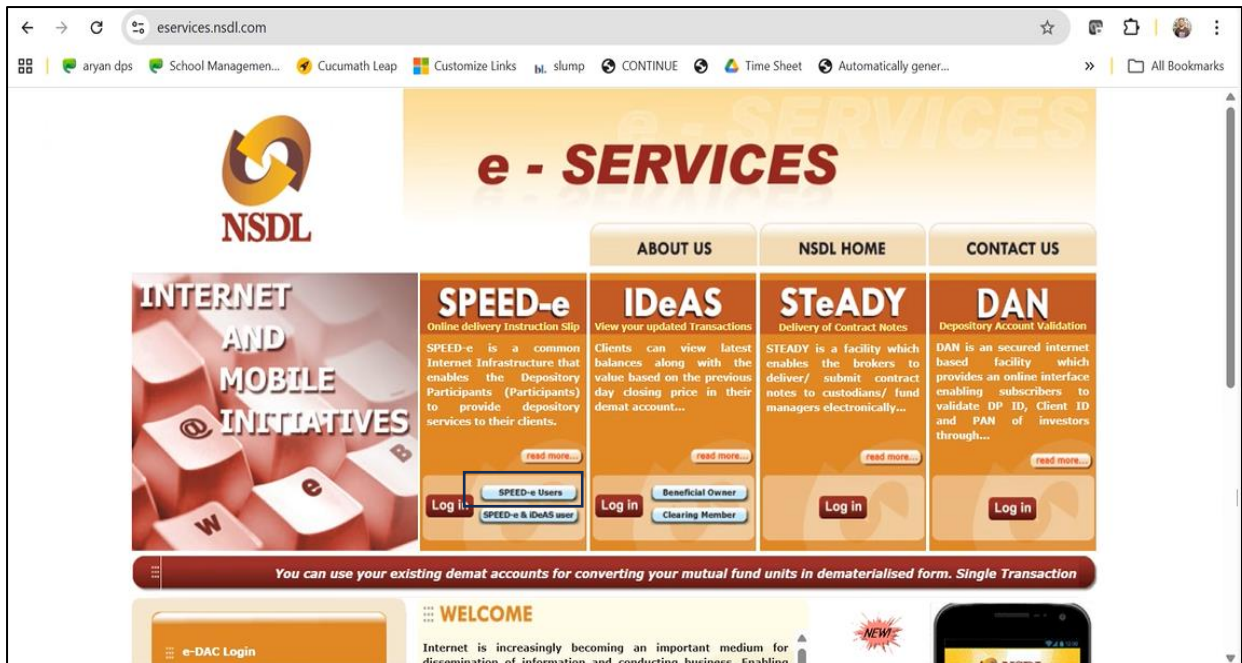 eservices.nsdl.com
aryan dps
School Managemen...
Cucumath Leap
Customize Links
bl. slump
CONTINUE
Time Sheet
Automatically gener...
»
All Bookmarks
NSDL
e - SERVICES
ABOUT US
NSDL HOME
CONTACT US
INTERNET
AND
MOBILE
INITIATIVES
@
B
e
W
SPEED-e
Online delivery Instruction Slip
SPEED-e is a common
Internet Infrastructure that
enables the Depository
Participants (Participants)
to provide depository
services to their clients.
read more...
Log in
SPEED-e Users
SPEED-e & IDeAS user
IDeAS
View your updated Transactions
Clients can view latest
balances along with the
value based on the previous
day closing price in their
demat account...
read more...
Log in
Beneficial Owner
Clearing Member
STeADY
Delivery of Contract Notes
STEADY is a facility which
enables the brokers to
deliver/ submit contract
notes to custodians/ fund
managers electronically...
read more...
Log in
DAN
Depository Account Validation
DAN is an secured internet
based facility which
provides an online interface
enabling subscribers to
validate DP ID, Client ID
and PAN of investors
through...
read more...
Log in
You can use your existing demat accounts for converting your mutual fund units in dematerialised form. Single Transaction
e-DAC Login
WELCOME
Internet is increasingly becoming an important medium for
dissemination of information and conducting business. Enabling
NEW!